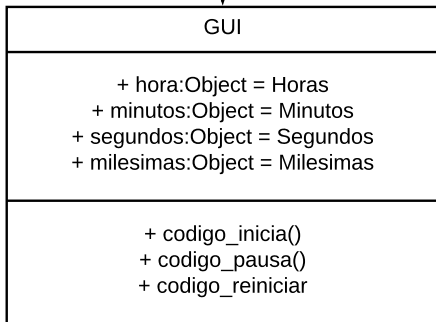 GUI
+ hora:Object = Horas
+ minutos:Object = Minutos
+ segundos:Object = Segundos
+ milesimas:Object = Milesimas
+ codigo_inicia()
+ codigo_pausa()
+ codigo_reiniciar